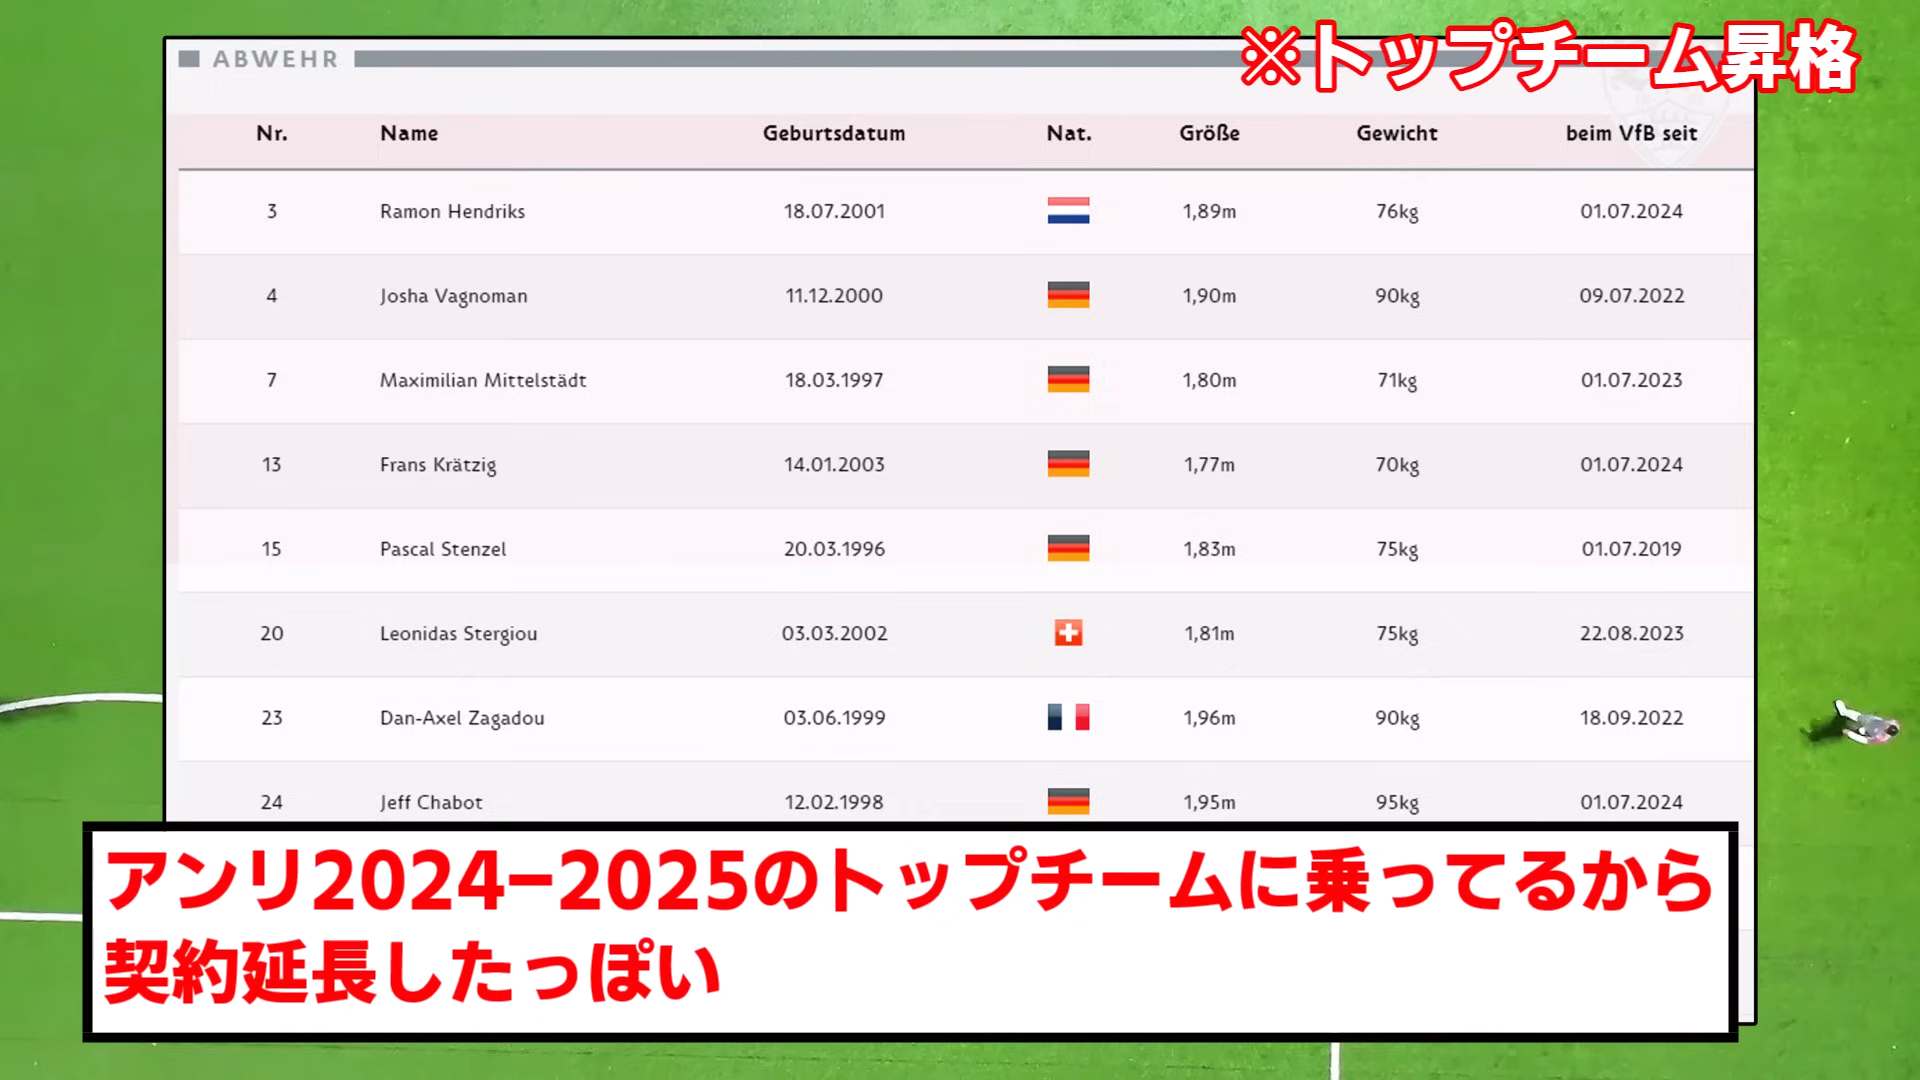 ※トップチーム昇格
ABWEHR
Nr. Name Geburtsdatum Nat. Größe Gewicht beim VfB seit
3 Ramon Hendriks 18.07.2001 1,89m 76kg 01.07.2024
4 Josha Vagnoman 11.12.2000 1,90m 90kg 09.07.2022
7 Maximilian Mittelstädt 18.03.1997 1,80m 71kg 01.07.2023
13 Frans Krätzig 14.01.2003 1,77m 70kg 01.07.2024
15 Pascal Stenzel 20.03.1996 1,83m 75kg 01.07.2019
20 Leonidas Stergiou 03.03.2002 1,81m 75kg 22.08.2023
23 Dan-Axel Zagadou 03.06.1999 1,96m 90kg 18.09.2022
24 Jeff Chabot 12.02.1998 1,95m 95kg 01.07.2024
アンリ2024−2025のトップチームに乗ってるから
契約延長したっぽい